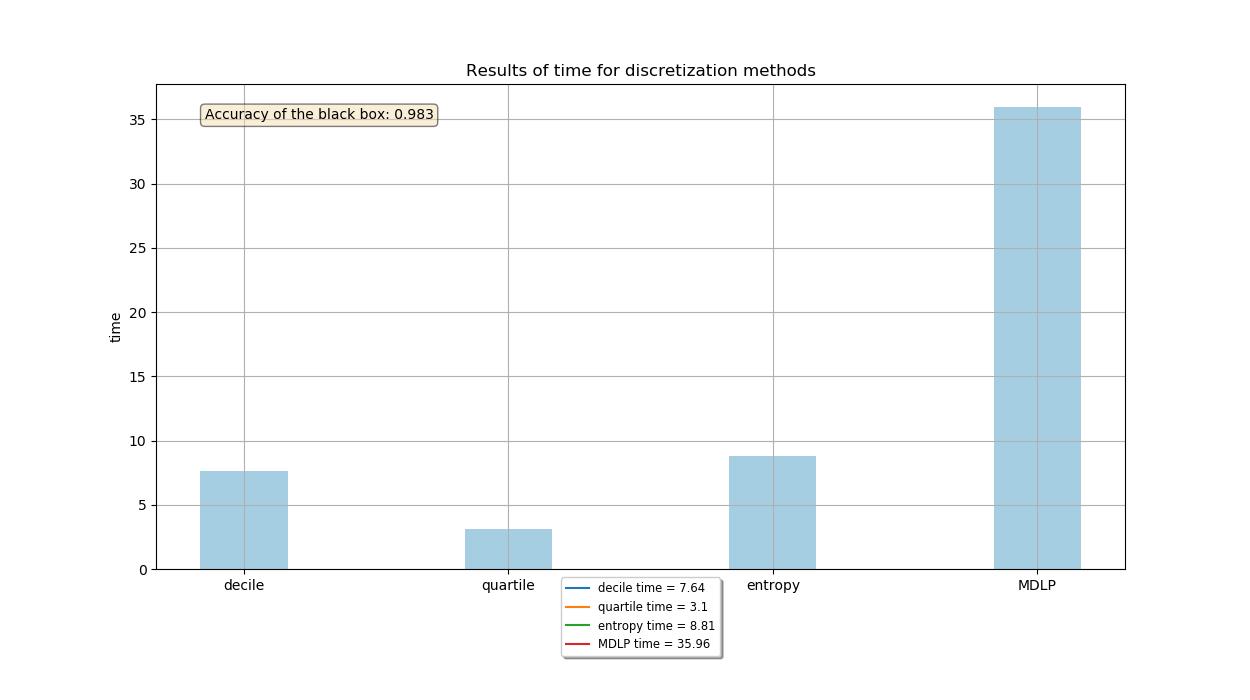 Results of time for discretization methods
Accuracy of the black box: 0.983
35
30
25
20
15
10
5
0
time
decile quartile entropy MDLP
decile time = 7.64
quartile time = 3.1
entropy time = 8.81
MDLP time = 35.96